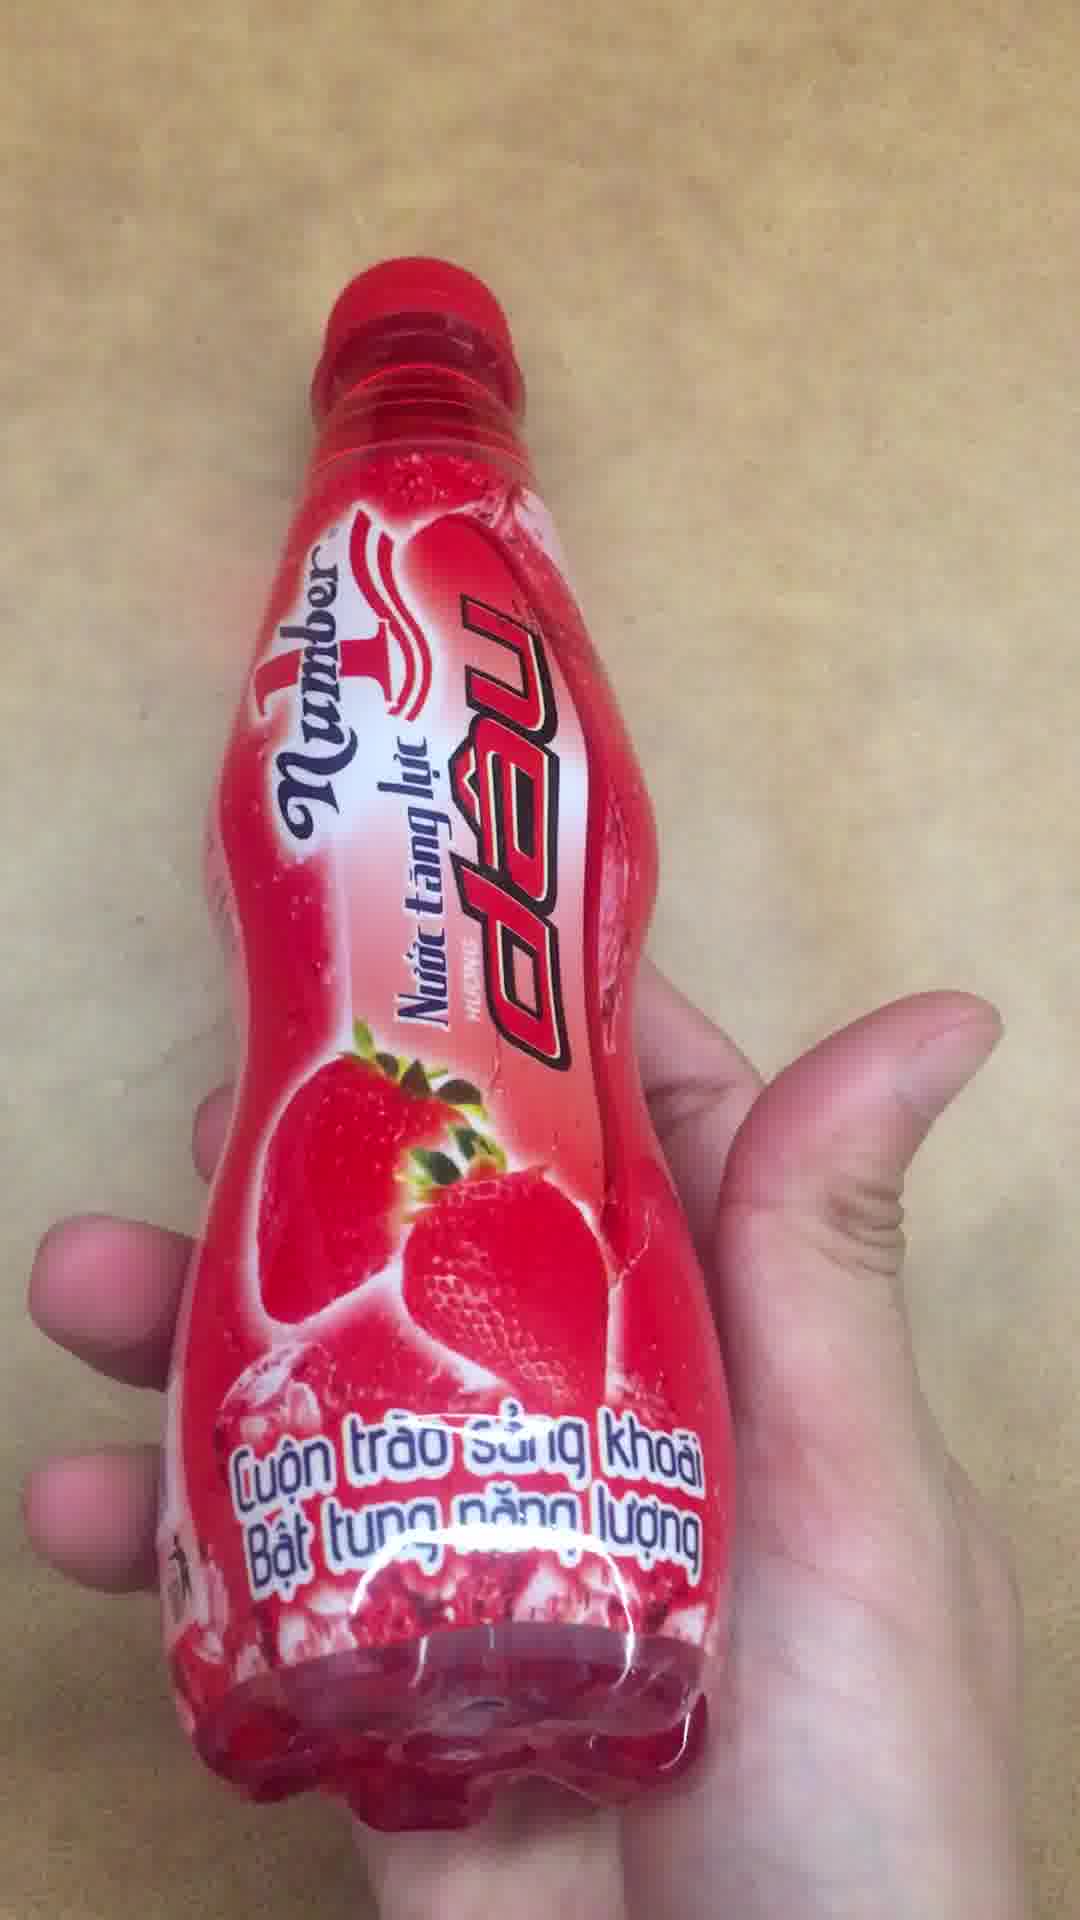 Number 1
Nước tăng lực
HƯƠNG
dâu
Cuộn trào sảng khoái
Bật tung năng lượng